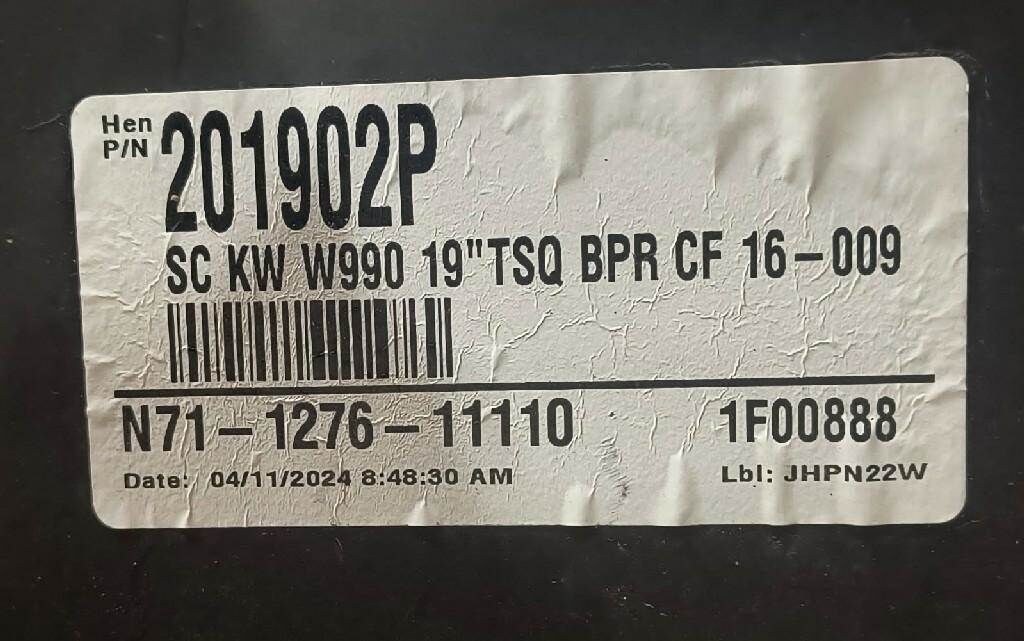 Hen
P/N 201902P
SC KW W990 19"TSQ BPR CF 16-009
N71-1276-11110 1F00888
Date: 04/11/2024 8:48:30 AM Lbl: JHPN22W